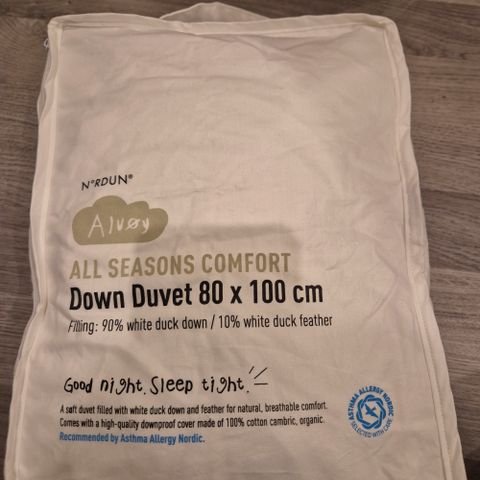 N°RDUN®
Alvøy
ALL SEASONS COMFORT
Down Duvet 80 x 100 cm
Filling: 90% white duck down / 10% white duck feather
Good night. Sleep tight.
A soft duvet filled with white duck down and feather for natural, breathable comfort.
Comes with a high-quality downproof cover made of 100% cotton cambric, organic.
Recommended by Asthma Allergy Nordic.
ASTHMA ALLERGY NORDIC
SELECTED WITH CARE